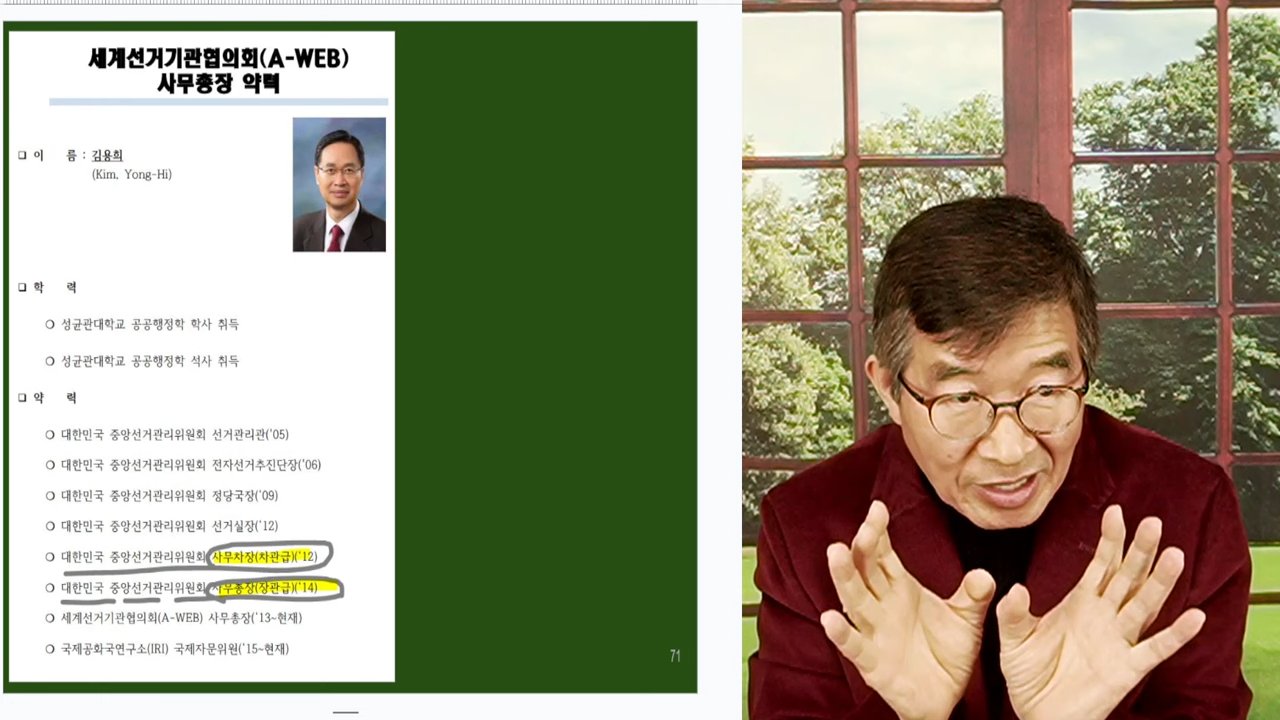 세계선거기관협의회(A-WEB)
사무총장 약력
❑ 이 름 : 김용희
(Kim, Yong-Hi)
❑ 학 력
❍ 성균관대학교 공공행정학 학사 취득
❍ 성균관대학교 공공행정학 석사 취득
❑ 약 력
❍ 대한민국 중앙선거관리위원회 선거관리관('05)
❍ 대한민국 중앙선거관리위원회 전자선거추진단장('06)
❍ 대한민국 중앙선거관리위원회 정당국장('09)
❍ 대한민국 중앙선거관리위원회 선거실장('12)
❍ 대한민국 중앙선거관리위원회 사무차장(차관급)('12)
❍ 대한민국 중앙선거관리위원회 사무총장(장관급)('14)
❍ 세계선거기관협의회(A-WEB) 사무총장('13~현재)
❍ 국제공화국연구소(IRI) 국제자문위원('15~현재)
71